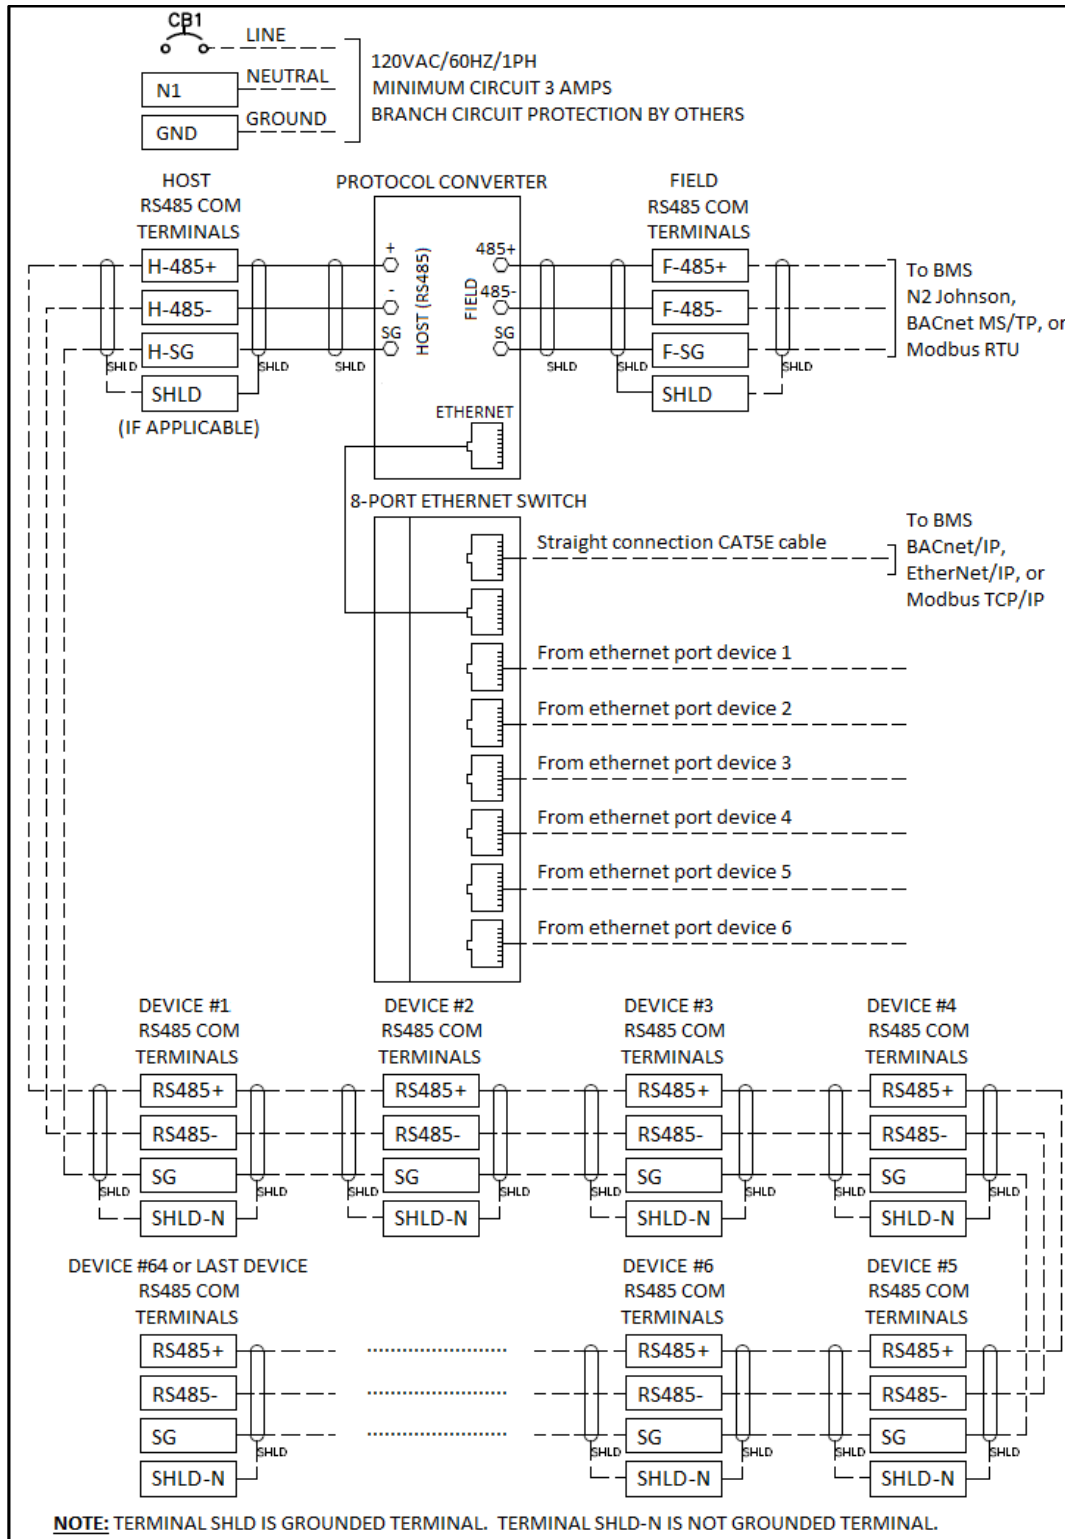 CB1
LINE
120VAC/60HZ/1PH
N1
NEUTRAL
MINIMUM CIRCUIT 3 AMPS
GND
GROUND
BRANCH CIRCUIT PROTECTION BY OTHERS
HOST
RS485 COM
TERMINALS
PROTOCOL CONVERTER
FIELD
RS485 COM
TERMINALS
H-485+
H-485-
H-SG
SHLD
(IF APPLICABLE)
SHLD
SHLD
SHLD
+
-
SG
HOST (RS485)
FIELD
485+
485-
SG
ETHERNET
SHLD
SHLD
F-485+
F-485-
F-SG
SHLD
SHLD
To BMS
N2 Johnson,
BACnet MS/TP, or
Modbus RTU
8-PORT ETHERNET SWITCH
Straight connection CAT5E cable
To BMS
BACnet/IP,
EtherNet/IP, or
Modbus TCP/IP
From ethernet port device 1
From ethernet port device 2
From ethernet port device 3
From ethernet port device 4
From ethernet port device 5
From ethernet port device 6
DEVICE #1
RS485 COM
TERMINALS
RS485+
RS485-
SG
SHLD-N
SHLD
SHLD
DEVICE #2
RS485 COM
TERMINALS
RS485+
RS485-
SG
SHLD-N
SHLD
SHLD
DEVICE #3
RS485 COM
TERMINALS
RS485+
RS485-
SG
SHLD-N
SHLD
SHLD
DEVICE #4
RS485 COM
TERMINALS
RS485+
RS485-
SG
SHLD-N
SHLD
SHLD
DEVICE #64 or LAST DEVICE
RS485 COM
TERMINALS
RS485+
RS485-
SG
SHLD-N
SHLD
DEVICE #6
RS485 COM
TERMINALS
RS485+
RS485-
SG
SHLD-N
SHLD
SHLD
DEVICE #5
RS485 COM
TERMINALS
RS485+
RS485-
SG
SHLD-N
SHLD
SHLD
NOTE: TERMINAL SHLD IS GROUNDED TERMINAL. TERMINAL SHLD-N IS NOT GROUNDED TERMINAL.